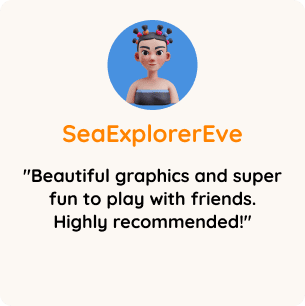 SeaExplorerEve
"Beautiful graphics and super
fun to play with friends.
Highly recommended!"